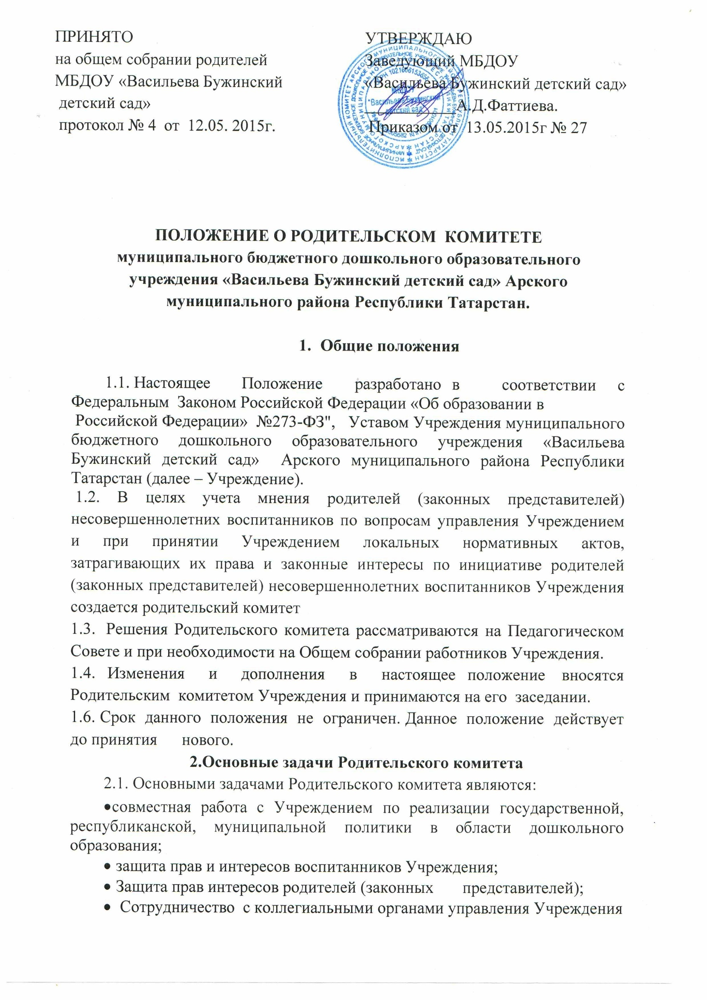 ПРИНЯТО
на общем собрании родителей
МБДОУ «Васильева Бужинский
детский сад»
протокол № 4 от 12.05. 2015г.
УТВЕРЖДАЮ
Заведующий МБДОУ
«Васильева Бужинский детский сад»
А.Д.Фаттиева.
Приказом от 13.05.2015г № 27
ОГРН 1021606153656
МБДОУ
"Васильева Бужинский
детский сад"
ПОЛОЖЕНИЕ О РОДИТЕЛЬСКОМ КОМИТЕТЕ
муниципального бюджетного дошкольного образовательного
учреждения «Васильева Бужинский детский сад» Арского
муниципального района Республики Татарстан.
1. Общие положения
1.1. Настоящее Положение разработано в соответствии с
Федеральным Законом Российской Федерации «Об образовании в
Российской Федерации» №273-ФЗ", Уставом Учреждения муниципального
бюджетного дошкольного образовательного учреждения «Васильева
Бужинский детский сад» Арского муниципального района Республики
Татарстан (далее – Учреждение).
1.2. В целях учета мнения родителей (законных представителей)
несовершеннолетних воспитанников по вопросам управления Учреждением
и при принятии Учреждением локальных нормативных актов,
затрагивающих их права и законные интересы по инициативе родителей
(законных представителей) несовершеннолетних воспитанников Учреждения
создается родительский комитет
1.3. Решения Родительского комитета рассматриваются на Педагогическом
Совете и при необходимости на Общем собрании работников Учреждения.
1.4. Изменения и дополнения в настоящее положение вносятся
Родительским комитетом Учреждения и принимаются на его заседании.
1.6. Срок данного положения не ограничен. Данное положение действует
до принятия нового.
2.Основные задачи Родительского комитета
2.1. Основными задачами Родительского комитета являются:
•совместная работа с Учреждением по реализации государственной,
республиканской, муниципальной политики в области дошкольного
образования;
• защита прав и интересов воспитанников Учреждения;
• Защита прав интересов родителей (законных представителей);
• Сотрудничество с коллегиальными органами управления Учреждения